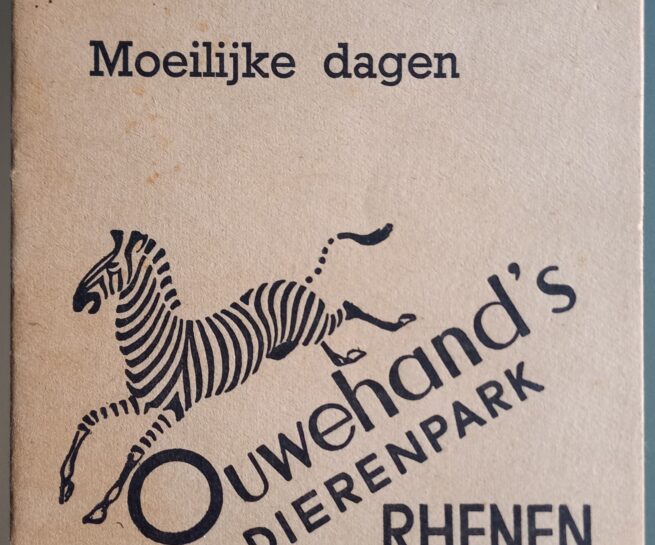 Moeilijke dagen
Ouwehand's
DIERENPARK
RHENEN